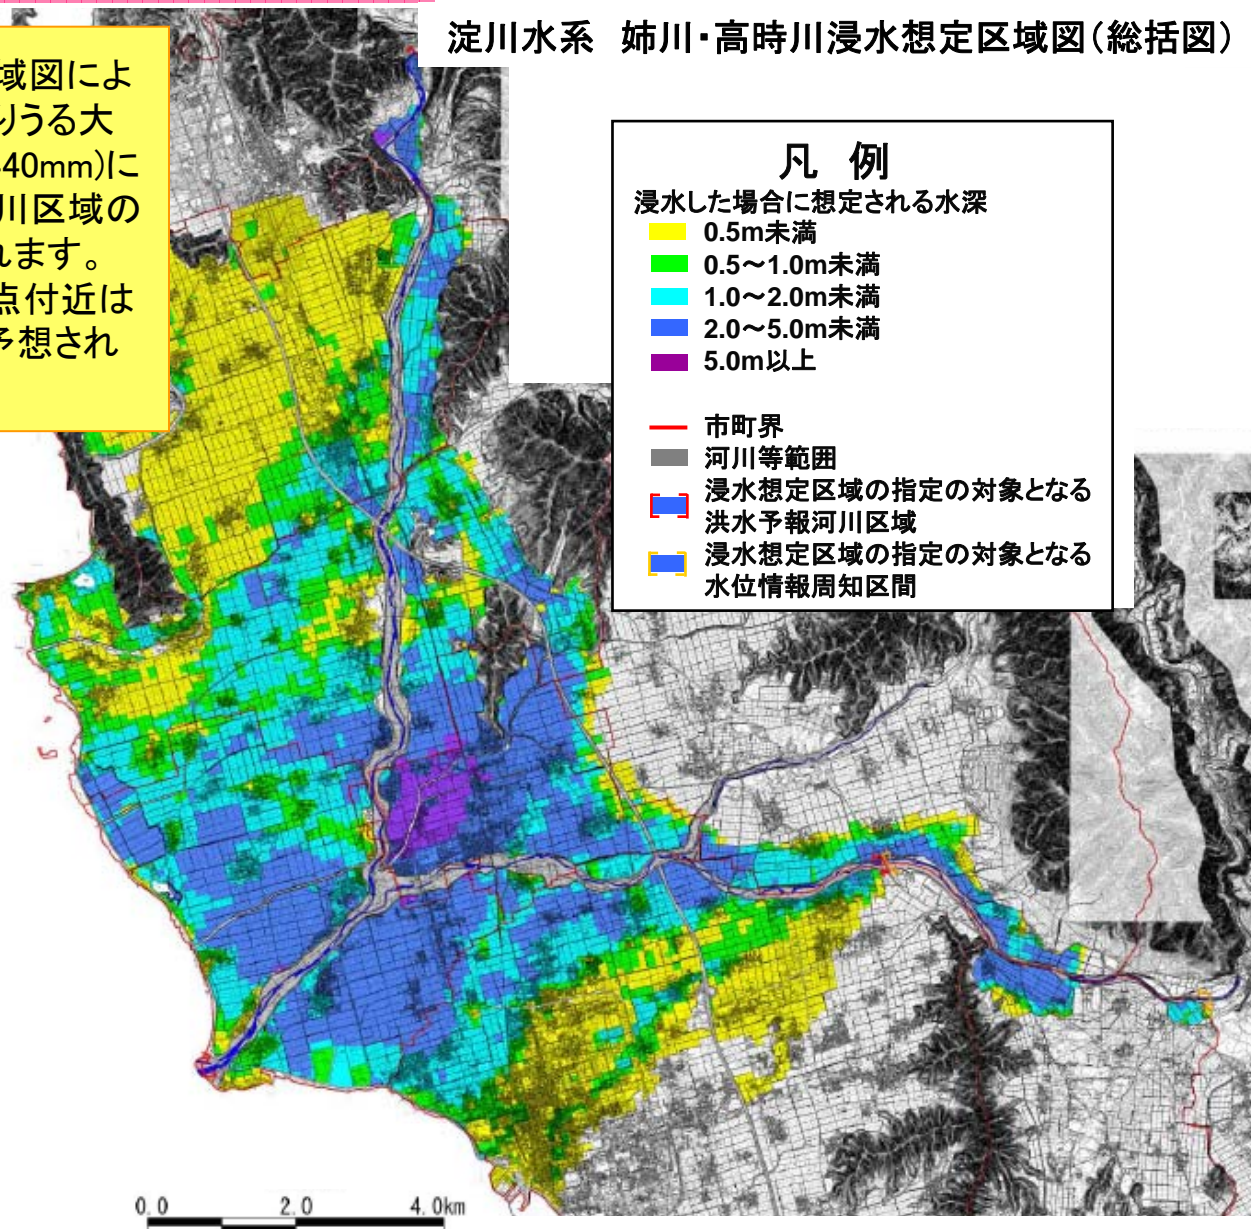 淀川水系 姉川・高時川浸水想定区域図(総括図)
域図によ
りうる大
40mm)に
川区域の
れます。
点付近は
予想され
凡 例
浸水した場合に想定される水深
0.5m未満
0.5～1.0m未満
1.0～2.0m未満
2.0～5.0m未満
5.0m以上
市町界
河川等範囲
浸水想定区域の指定の対象となる
洪水予報河川区域
浸水想定区域の指定の対象となる
水位情報周知区間
0.0 2.0 4.0km